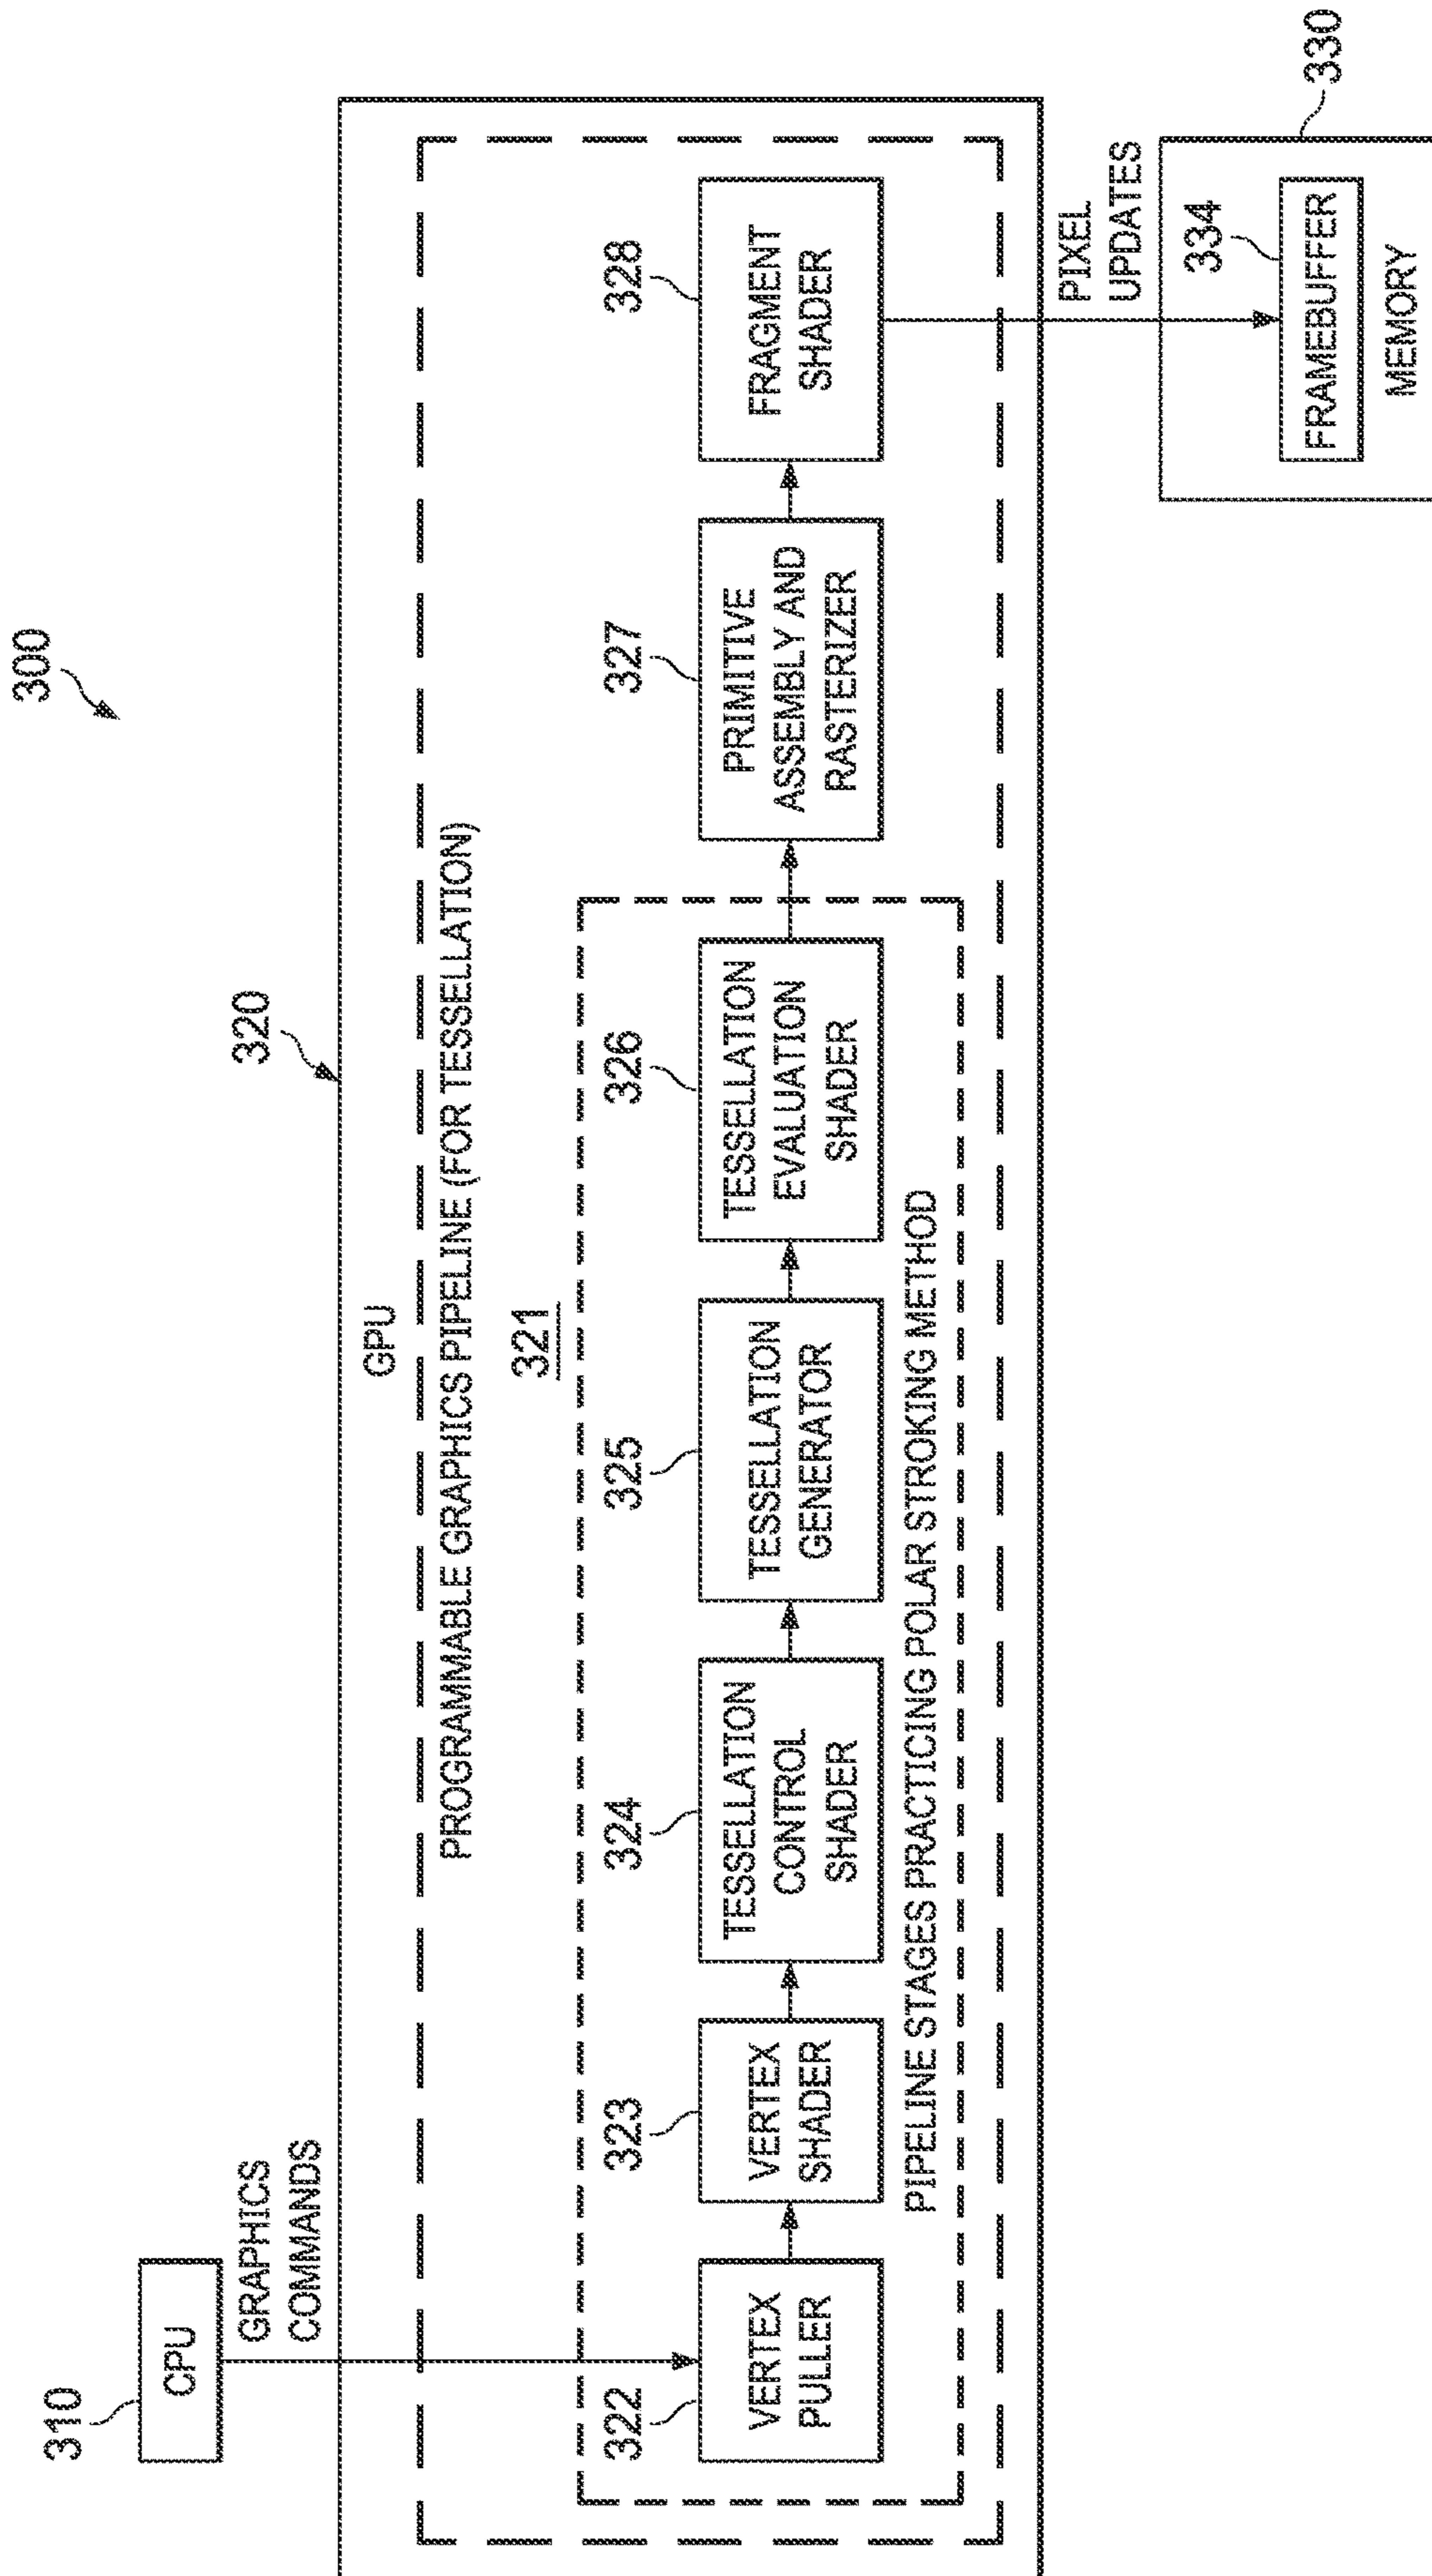 300
310
CPU
GRAPHICS
COMMANDS
320
GPU
PROGRAMMABLE GRAPHICS PIPELINE (FOR TESSELLATION)
321
322
VERTEX
PULLER
323
VERTEX
SHADER
324
TESSELLATION
CONTROL
SHADER
325
TESSELLATION
GENERATOR
326
TESSELLATION
EVALUATION
SHADER
PIPELINE STAGES PRACTICING POLAR STROKING METHOD
327
PRIMITIVE
ASSEMBLY AND
RASTERIZER
328
FRAGMENT
SHADER
PIXEL
UPDATES
330
334
FRAMEBUFFER
MEMORY